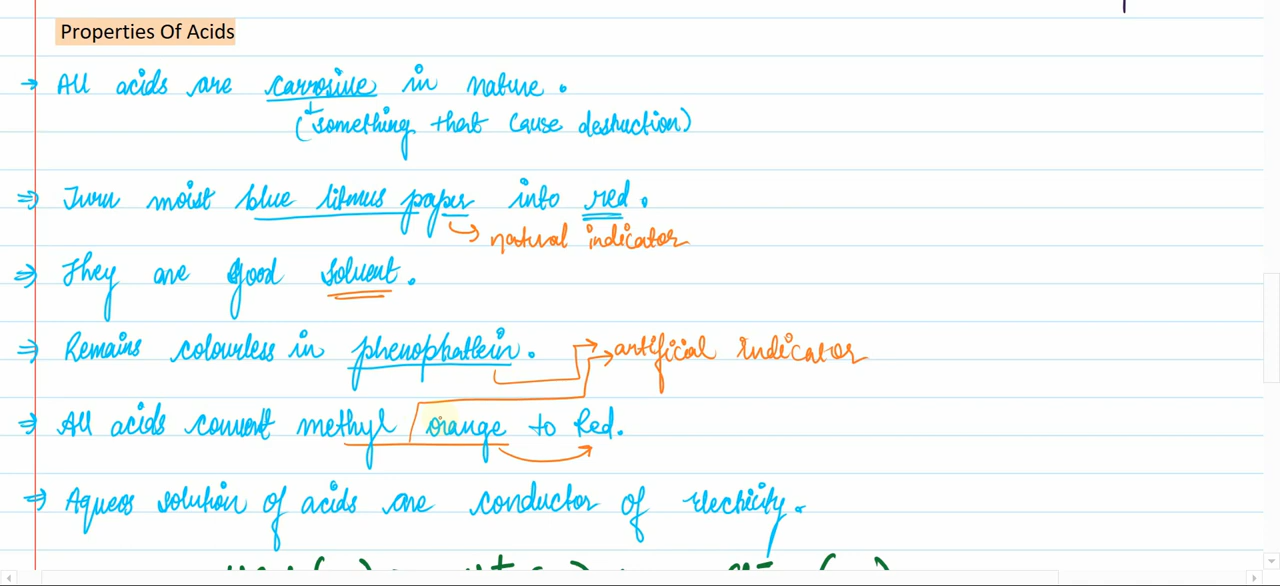 Properties Of Acids
→ All acids are carrosive in nature.
(something that cause destruction)
⇒ Turn moist blue litmus paper into red.
natural indicator
⇒ They are good solvent.
⇒ Remains colourless in phenophatlein.
artifical indicator
⇒ All acids convert methyl orange to Red.
⇒ Aqueos solution of acids are conductor of electricity.